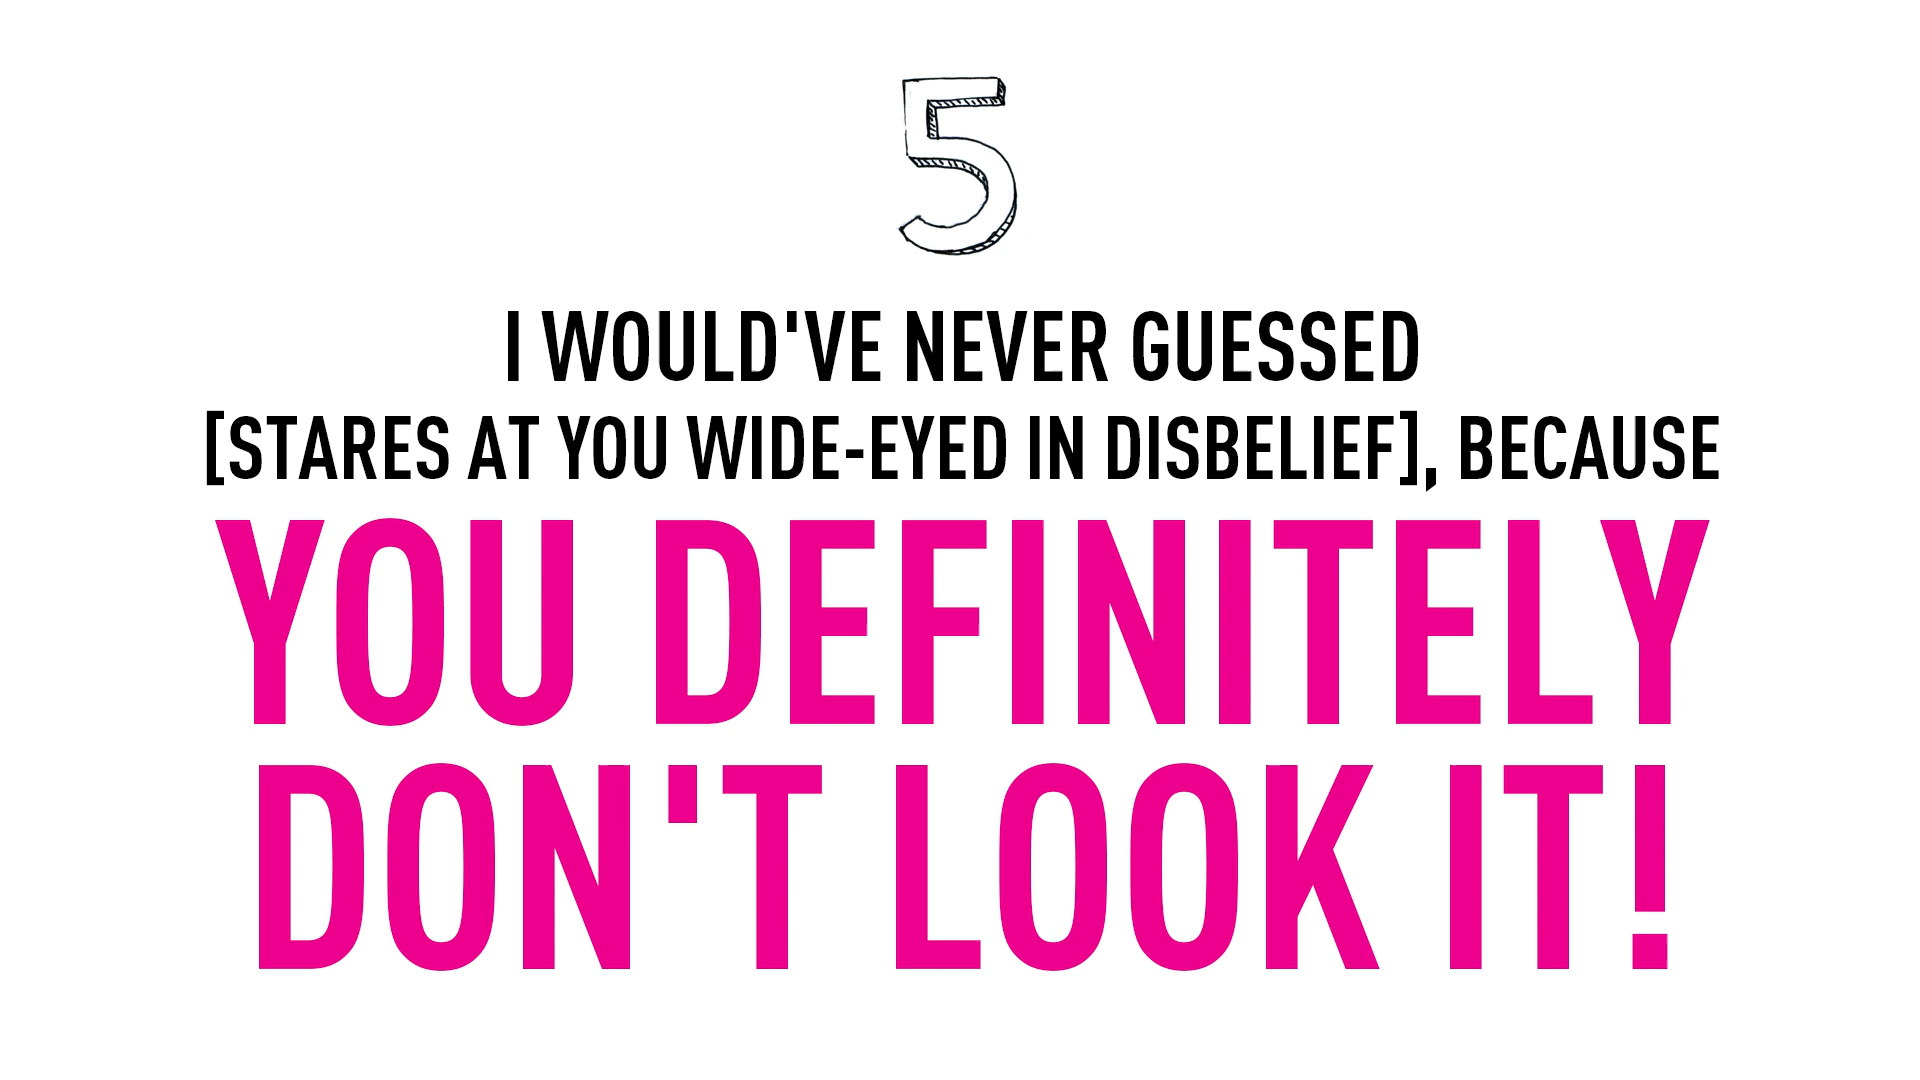 5
I WOULD'VE NEVER GUESSED
[STARES AT YOU WIDE-EYED IN DISBELIEF], BECAUSE
YOU DEFINITELY
DON'T LOOK IT!